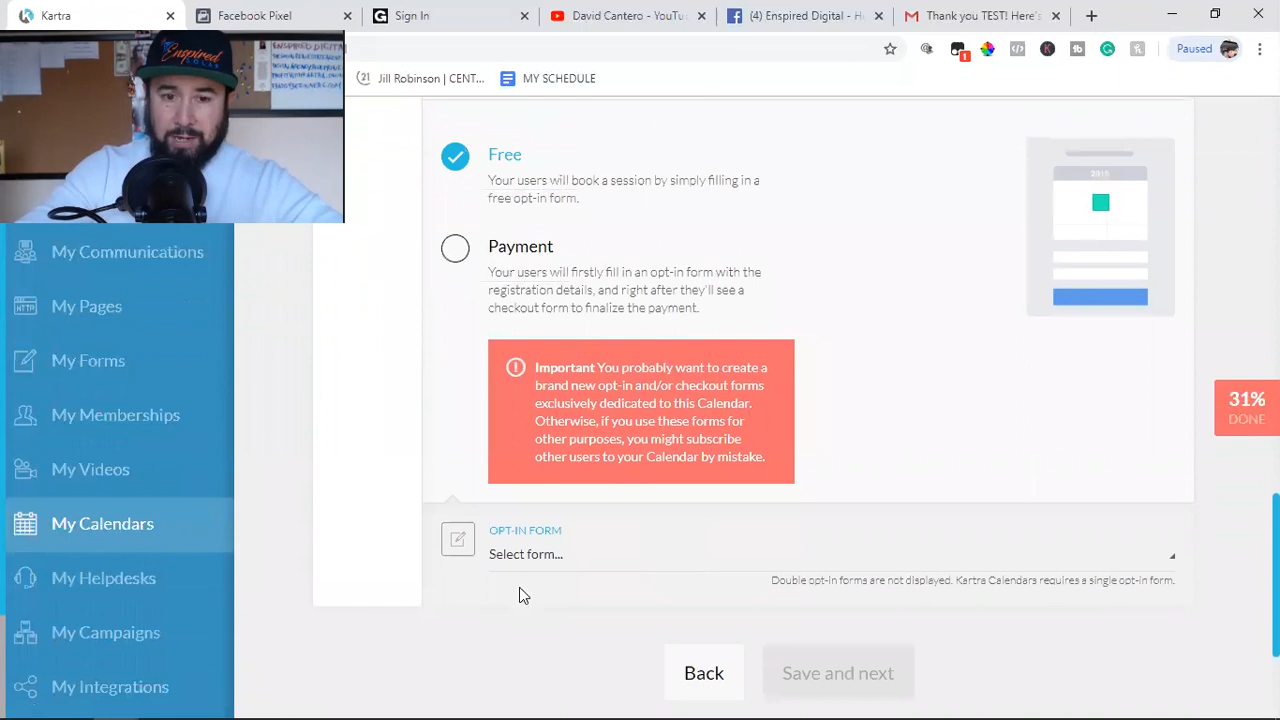 Kartra
Facebook Pixel
Sign In
David Cantero - YouTu
(4) Enspired Digital - H
Thank you TEST! Here's
Jill Robinson | CENT...
MY SCHEDULE
Enspired
1
21
My Communications
My Pages
My Forms
My Memberships
My Videos
My Calendars
My Helpdesks
My Campaigns
My Integrations
HTTP
Free
Your users will book a session by simply filling in a
free opt-in form.
Payment
Your users will firstly fill in an opt-in form with the
registration details, and right after they'll see a
checkout form to finalize the payment.
Important You probably want to create a
brand new opt-in and/or checkout forms
exclusively dedicated to this Calendar.
Otherwise, if you use these forms for
other purposes, you might subscribe
other users to your Calendar by mistake.
OPT-IN FORM
Select form...
Double opt-in forms are not displayed. Kartra Calendars requires a single opt-in form.
31%
DONE
Back
Save and next